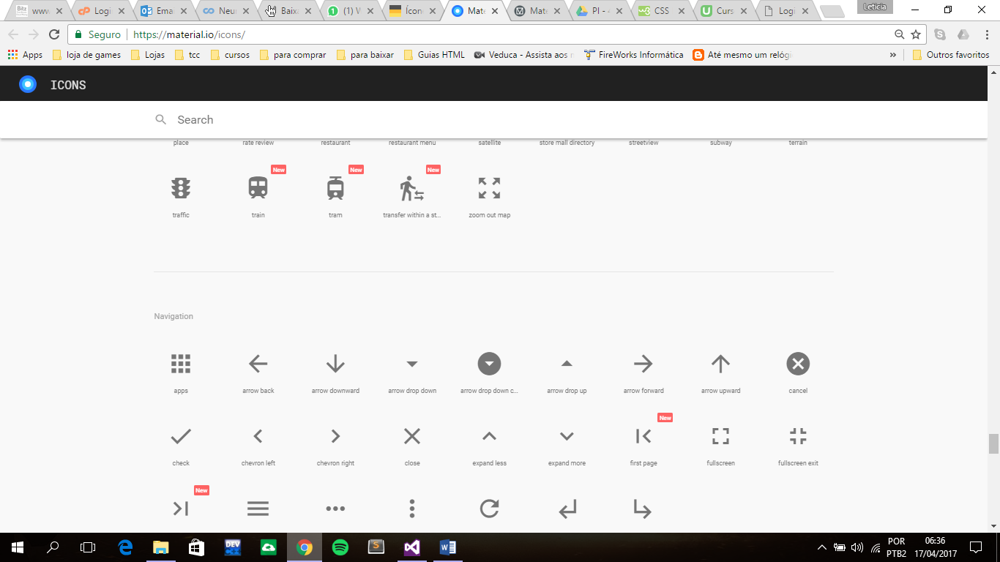 www Logi Ema Neu Baixa (1) W Ícon Mate Mate PI - 4 CSS Curs Logi Leticia
Seguro https://material.io/icons/
Apps loja de games Lojas tcc cursos para comprar para baixar Guias HTML Veduca - Assista aos FireWorks Informática Até mesmo um relóg » Outros favoritos
ICONS
Search
place rate review restaurant restaurant menu satellite store mall directory streetview subway terrain
New New New
traffic train tram transfer within a st... zoom out map
Navigation
apps arrow back arrow downward arrow drop down arrow drop down c... arrow drop up arrow forward arrow upward cancel
New
check chevron left chevron right close expand less expand more first page fullscreen fullscreen exit
New
DEV C++ S W
POR 06:36
PTB2 17/04/2017